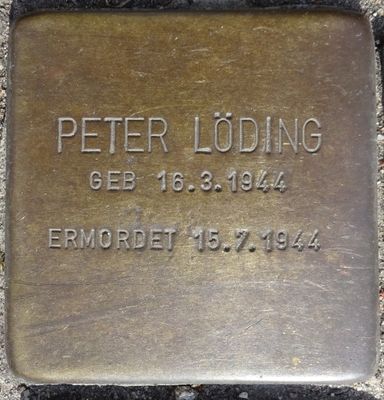 PETER LÖDING
GEB 16.3.1944
ERMORDET 15.7.1944